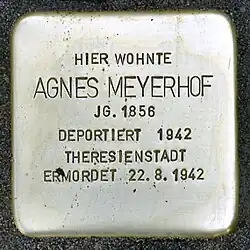 HIER WOHNTE
AGNES MEYERHOF
JG. 1856
DEPORTIERT 1942
THERESIENSTADT
ERMORDET 22.8.1942